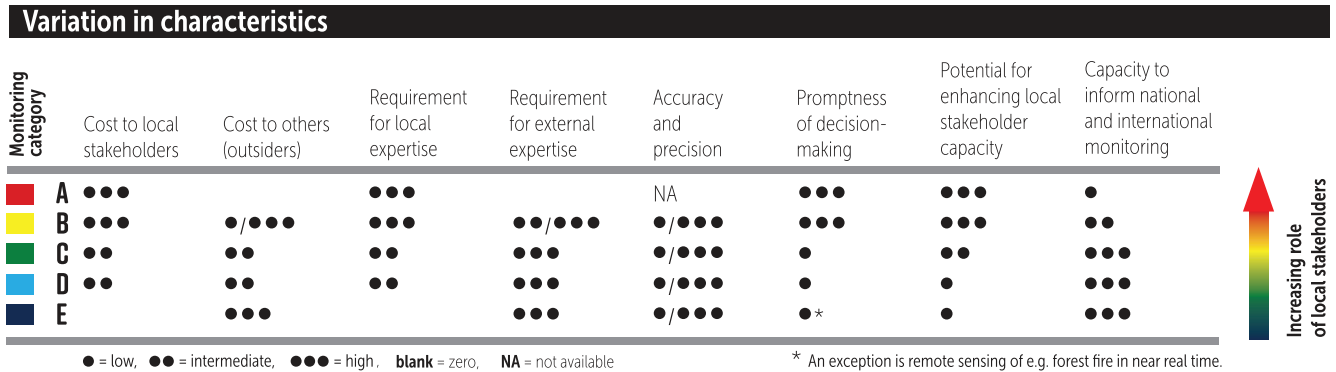 Variation in characteristics
Monitoring
category
Cost to local
stakeholders
Cost to others
(outsiders)
Requirement
for local
expertise
Requirement
for external
expertise
Accuracy
and
precision
Promptness
of decision-
making
Potential for
enhancing local
stakeholder
capacity
Capacity to
inform national
and international
monitoring
A ●●● ●●● NA ●●● ●●● ●
B ●●● ●/●●● ●●● ●●/●●● ●/●●● ●●● ●●● ●●
C ●● ●● ●● ●●● ●/●●● ● ●● ●●●
D ●● ●● ●● ●●● ●/●●● ● ● ●●●
E ●●● ●●● ●/●●● ●* ● ●●●
Increasing role
of local stakeholders
● = low, ●● = intermediate, ●●● = high, blank = zero, NA = not available
* An exception is remote sensing of e.g. forest fire in near real time.